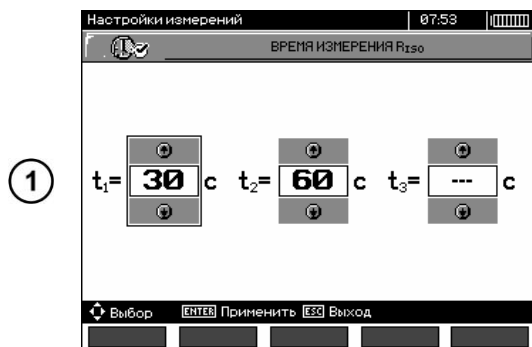 Настройки измерений 07:53
ВРЕМЯ ИЗМЕРЕНИЯ RISO
1 t1= 30 с t2= 60 с t3= --- с
Выбор ENTER Применить ESC Выход